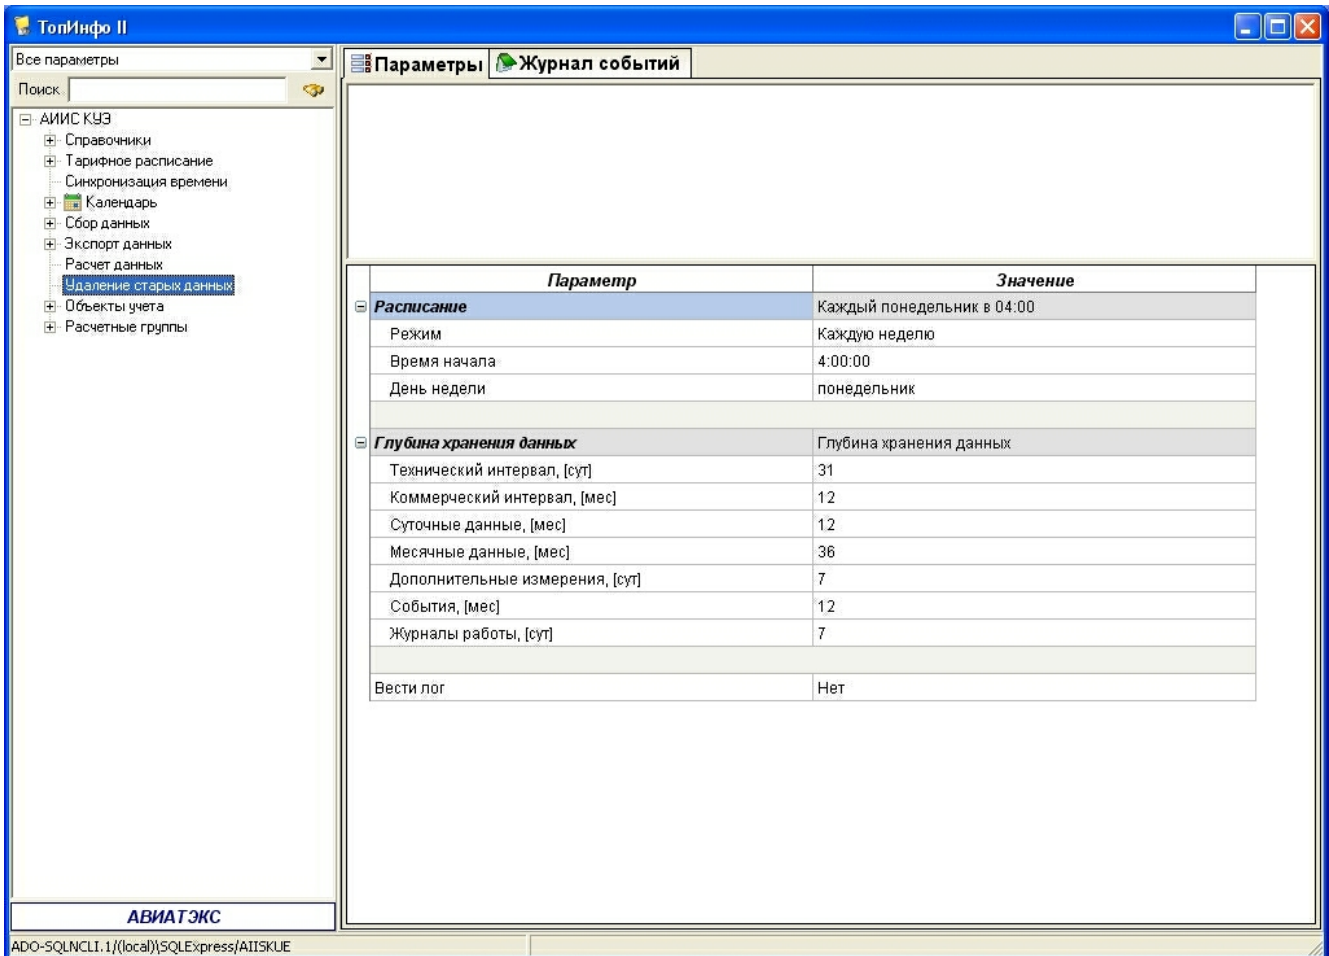 ТопИнфо II
Все параметры
Поиск
АИИС КУЭ
Справочники
Тарифное расписание
Синхронизация времени
Календарь
Сбор данных
Экспорт данных
Расчет данных
Удаление старых данных
Объекты учета
Расчетные группы
АВИАТЭКС
Параметры Журнал событий
Параметр Значение
Расписание Каждый понедельник в 04:00
Режим Каждую неделю
Время начала 4:00:00
День недели понедельник
Глубина хранения данных Глубина хранения данных
Технический интервал, [сут] 31
Коммерческий интервал, [мес] 12
Суточные данные, [мес] 12
Месячные данные, [мес] 36
Дополнительные измерения, [сут] 7
События, [мес] 12
Журналы работы, [сут] 7
Вести лог Нет
ADO-SQLNCLI.1/(local)\SQLExpress/AIISKUE